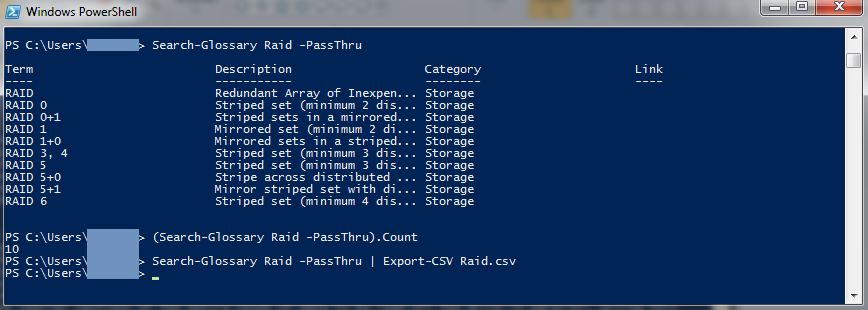 Windows PowerShell
PS C:\Users\ > Search-Glossary Raid -PassThru
Term Description Category Link
---- ----------- -------- ----
RAID Redundant Array of Inexpen... Storage
RAID 0 Striped set (minimum 2 dis... Storage
RAID 0+1 Striped sets in a mirrored... Storage
RAID 1 Mirrored set (minimum 2 di... Storage
RAID 1+0 Mirrored sets in a striped... Storage
RAID 3, 4 Striped set (minimum 3 dis... Storage
RAID 5 Striped set (minimum 3 dis... Storage
RAID 5+0 Stripe across distributed ... Storage
RAID 5+1 Mirror striped set with di... Storage
RAID 6 Striped set (minimum 4 dis... Storage
PS C:\Users\ > (Search-Glossary Raid -PassThru).Count
10
PS C:\Users\ > Search-Glossary Raid -PassThru | Export-CSV Raid.csv
PS C:\Users\ > _